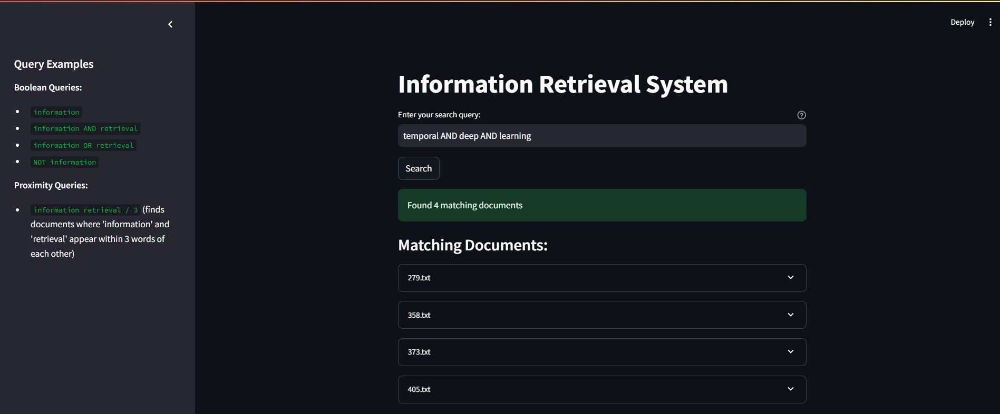 Deploy
Query Examples
Boolean Queries:
information
information AND retrieval
information OR retrieval
NOT information
Proximity Queries:
information retrieval / 3 (finds
documents where 'information' and
'retrieval' appear within 3 words of
each other)
Information Retrieval System
Enter your search query:
temporal AND deep AND learning
Search
Found 4 matching documents
Matching Documents:
279.txt
358.txt
373.txt
405.txt